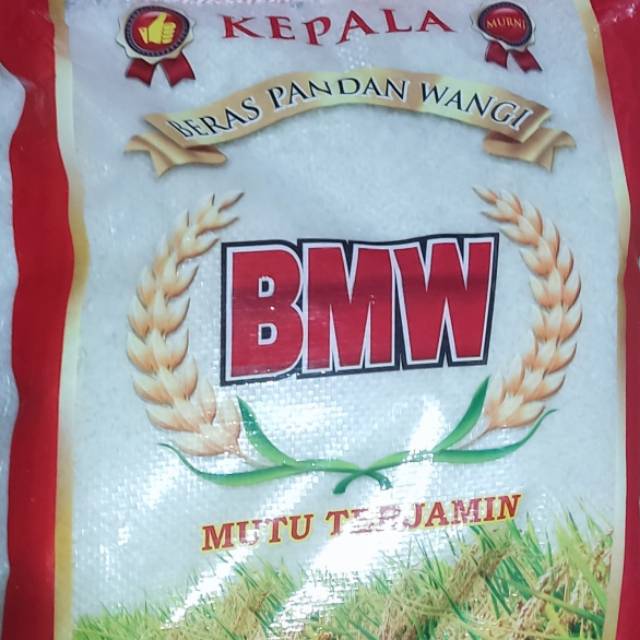 KEPALA
MURNI
BERAS PANDAN WANGI
BMW
MUTU TERJAMIN